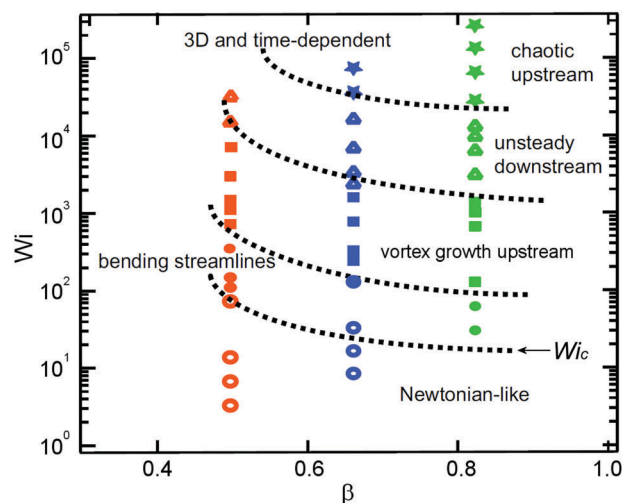 10⁵
10⁴
10³
10²
10¹
10⁰
Wi
3D and time-dependent
chaotic
upstream
unsteady
downstream
vortex growth upstream
bending streamlines
Wi_c
Newtonian-like
0.4
0.6
0.8
1.0
β